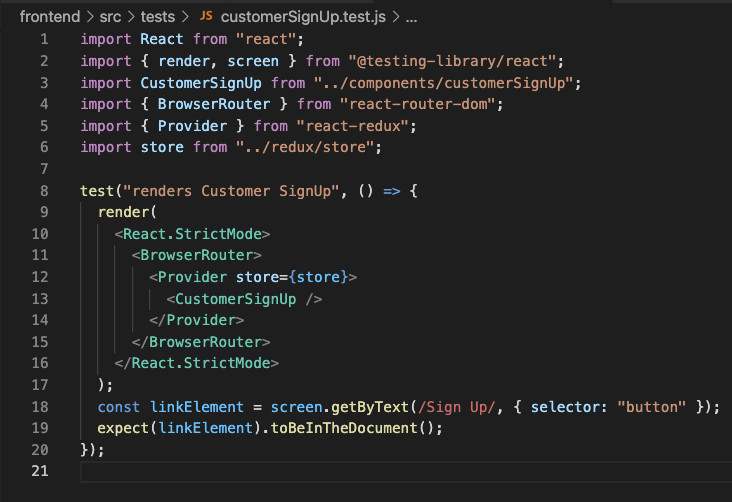 frontend > src > tests > JS customerSignUp.test.js > ...
1 import React from "react";
2 import { render, screen } from "@testing-library/react";
3 import CustomerSignUp from "../components/customerSignUp";
4 import { BrowserRouter } from "react-router-dom";
5 import { Provider } from "react-redux";
6 import store from "../redux/store";
7
8 test("renders Customer SignUp", () => {
9   render(
10     <React.StrictMode>
11       <BrowserRouter>
12         <Provider store={store}>
13           <CustomerSignUp />
14         </Provider>
15       </BrowserRouter>
16     </React.StrictMode>
17   );
18   const linkElement = screen.getByText(/Sign Up/, { selector: "button" });
19   expect(linkElement).toBeInTheDocument();
20 });
21